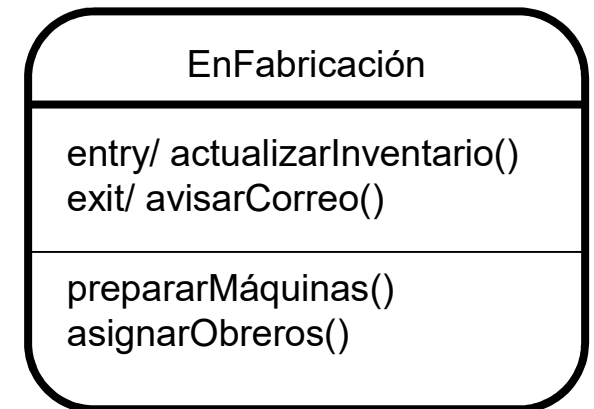 EnFabricación
entry/ actualizarInventario()
exit/ avisarCorreo()
prepararMáquinas()
asignarObreros()